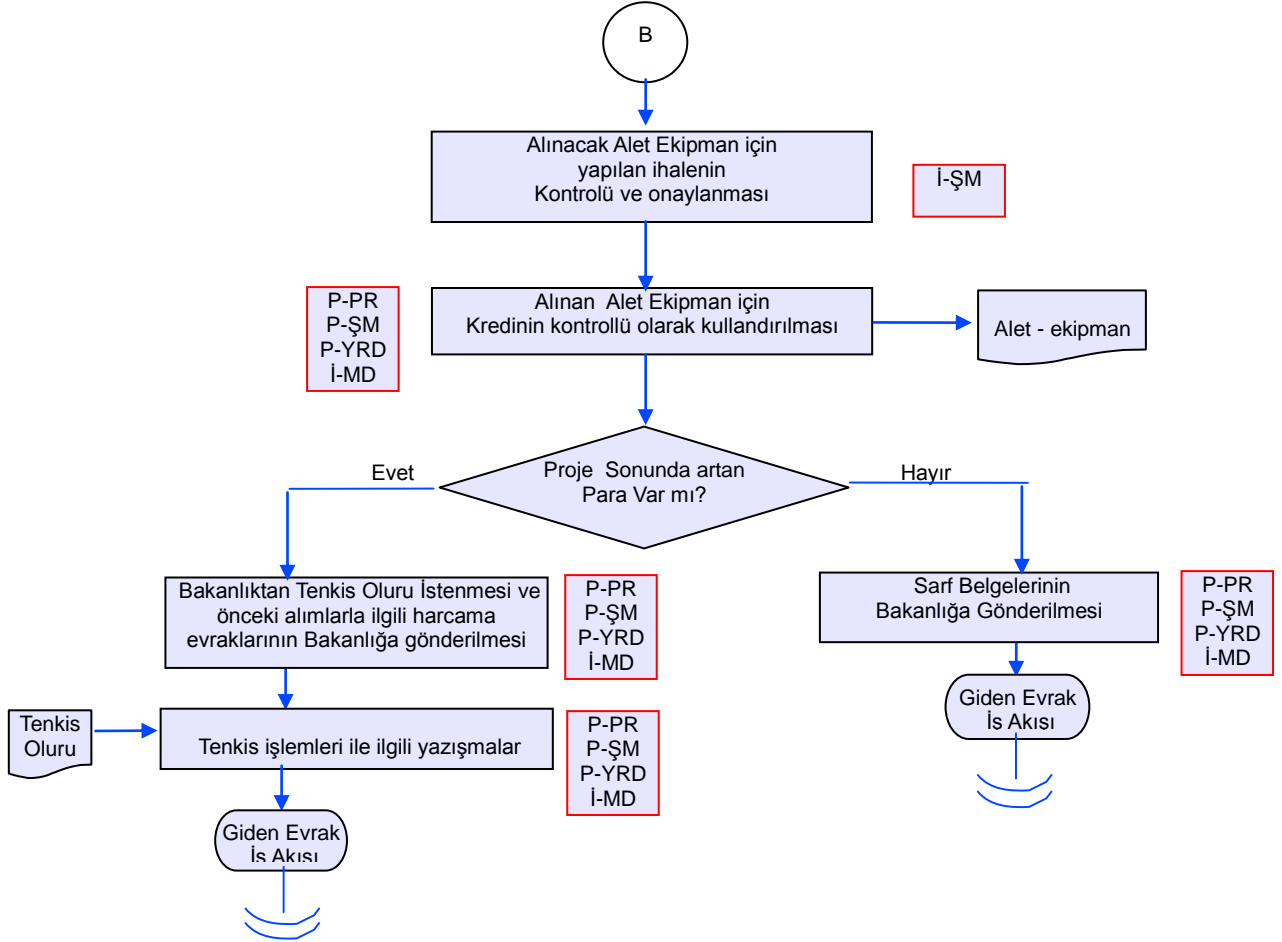 B
Alınacak Alet Ekipman için
yapılan ihalenin
Kontrolü ve onaylanması
İ-ŞM
P-PR
P-ŞM
P-YRD
İ-MD
Alınan Alet Ekipman için
Kredinin kontrollü olarak kullandırılması
Alet - ekipman
Proje Sonunda artan
Para Var mı?
Evet
Hayır
Bakanlıktan Tenkis Oluru İstenmesi ve
önceki alımlarla ilgili harcama
evraklarının Bakanlığa gönderilmesi
P-PR
P-ŞM
P-YRD
İ-MD
Sarf Belgelerinin
Bakanlığa Gönderilmesi
P-PR
P-ŞM
P-YRD
İ-MD
Giden Evrak
İs Akısı
Tenkis
Oluru
Tenkis işlemleri ile ilgili yazışmalar
P-PR
P-ŞM
P-YRD
İ-MD
Giden Evrak
İs Akısı